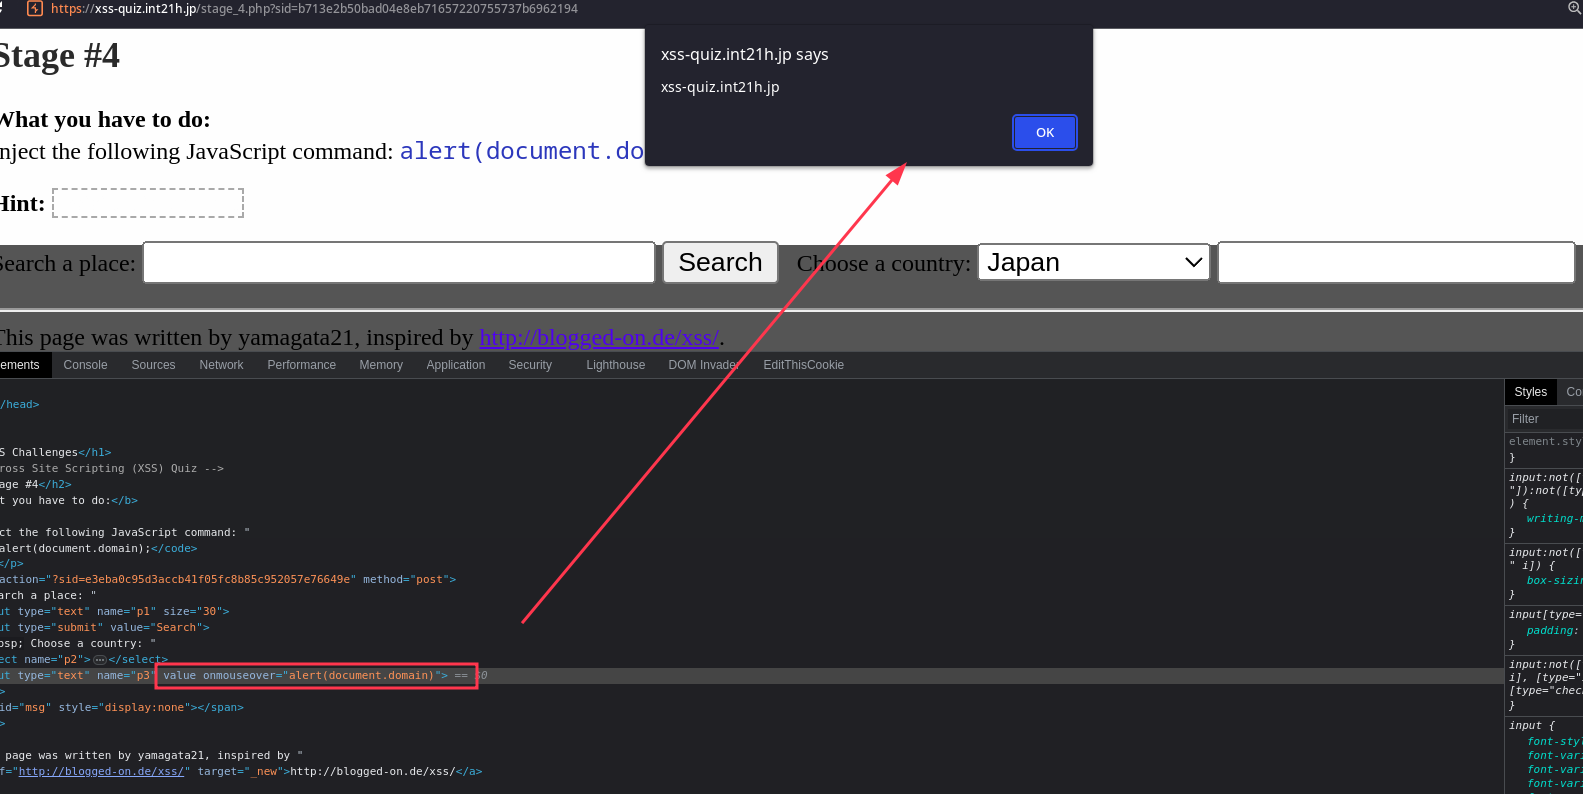 https://xss-quiz.int21h.jp/stage_4.php?sid=b713e2b50bad04e8eb71657220755737b6962194
Stage #4
xss-quiz.int21h.jp says
xss-quiz.int21h.jp
OK
What you have to do:
nject the following JavaScript command: alert(document.do
Hint:
Search a place:
Search
Choose a country:
Japan
This page was written by yamagata21, inspired by http://blogged-on.de/xss/.
ements Console Sources Network Performance Memory Application Security Lighthouse DOM Invader EditThisCookie
/head>
S Challenges</h1>
ross Site Scripting (XSS) Quiz -->
age #4</h2>
t you have to do:</b>
ct the following JavaScript command: "
alert(document.domain);</code>
</p>
action="?sid=e3eba0c95d3accb41f05fc8b85c952057e76649e" method="post">
arch a place: "
ut type="text" name="p1" size="30">
ut type="submit" value="Search">
bsp; Choose a country: "
ect name="p2">⋯</select>
ut type="text" name="p3" value onmouseover="alert(document.domain)"> == $0
>
id="msg" style="display:none"></span>
>
page was written by yamagata21, inspired by "
f="http://blogged-on.de/xss/" target="_new">http://blogged-on.de/xss/</a>
Styles Co
Filter
element.sty
}
input:not([
"]):not([ty
) {
writing-m
}
input:not([
" i]) {
box-sizin
}
input[type=
padding:
}
input:not([
i], [type="
[type="chec
}
input {
font-styl
font-vari
font-vari
font-vari